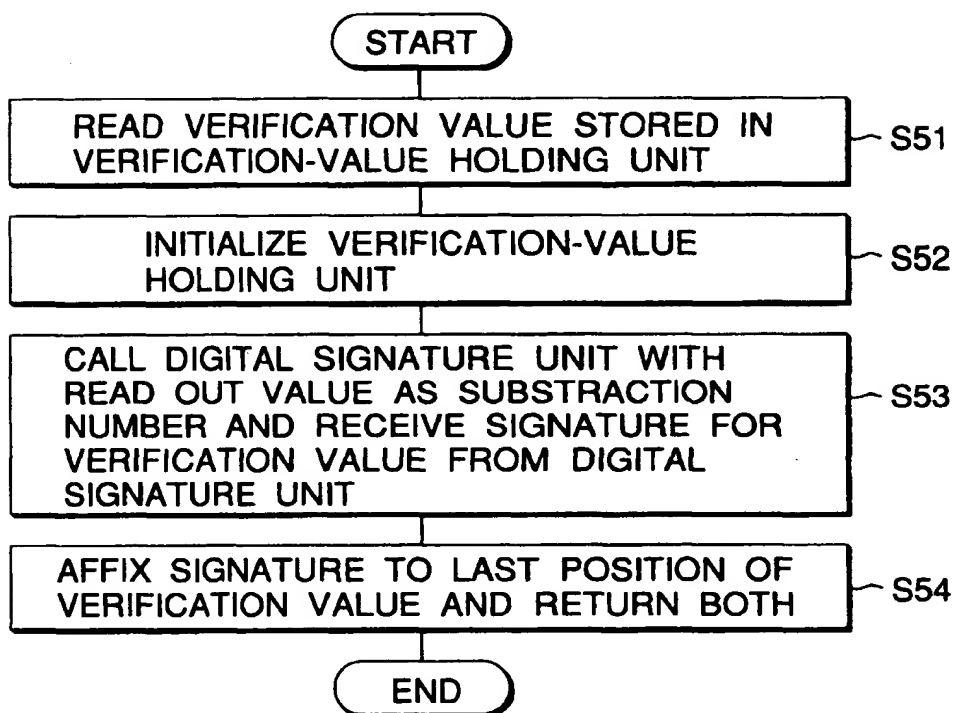 START
READ VERIFICATION VALUE STORED IN
VERIFICATION-VALUE HOLDING UNIT
S51
INITIALIZE VERIFICATION-VALUE
HOLDING UNIT
S52
CALL DIGITAL SIGNATURE UNIT WITH
READ OUT VALUE AS SUBSTRACTION
NUMBER AND RECEIVE SIGNATURE FOR
VERIFICATION VALUE FROM DIGITAL
SIGNATURE UNIT
S53
AFFIX SIGNATURE TO LAST POSITION OF
VERIFICATION VALUE AND RETURN BOTH
S54
END